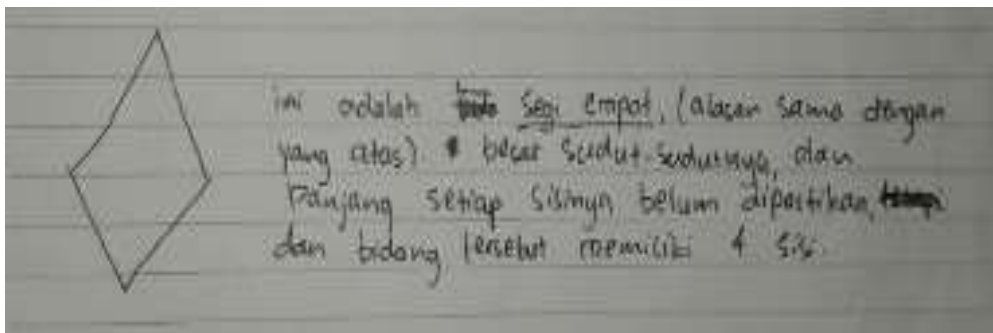 ini adalah segi empat, (alasan sama dengan
yang atas). besar sudut-sudutnya, dan
panjang setiap sisinya belum dipastikan,
dan bidang tersebut memiliki 4 sisi.